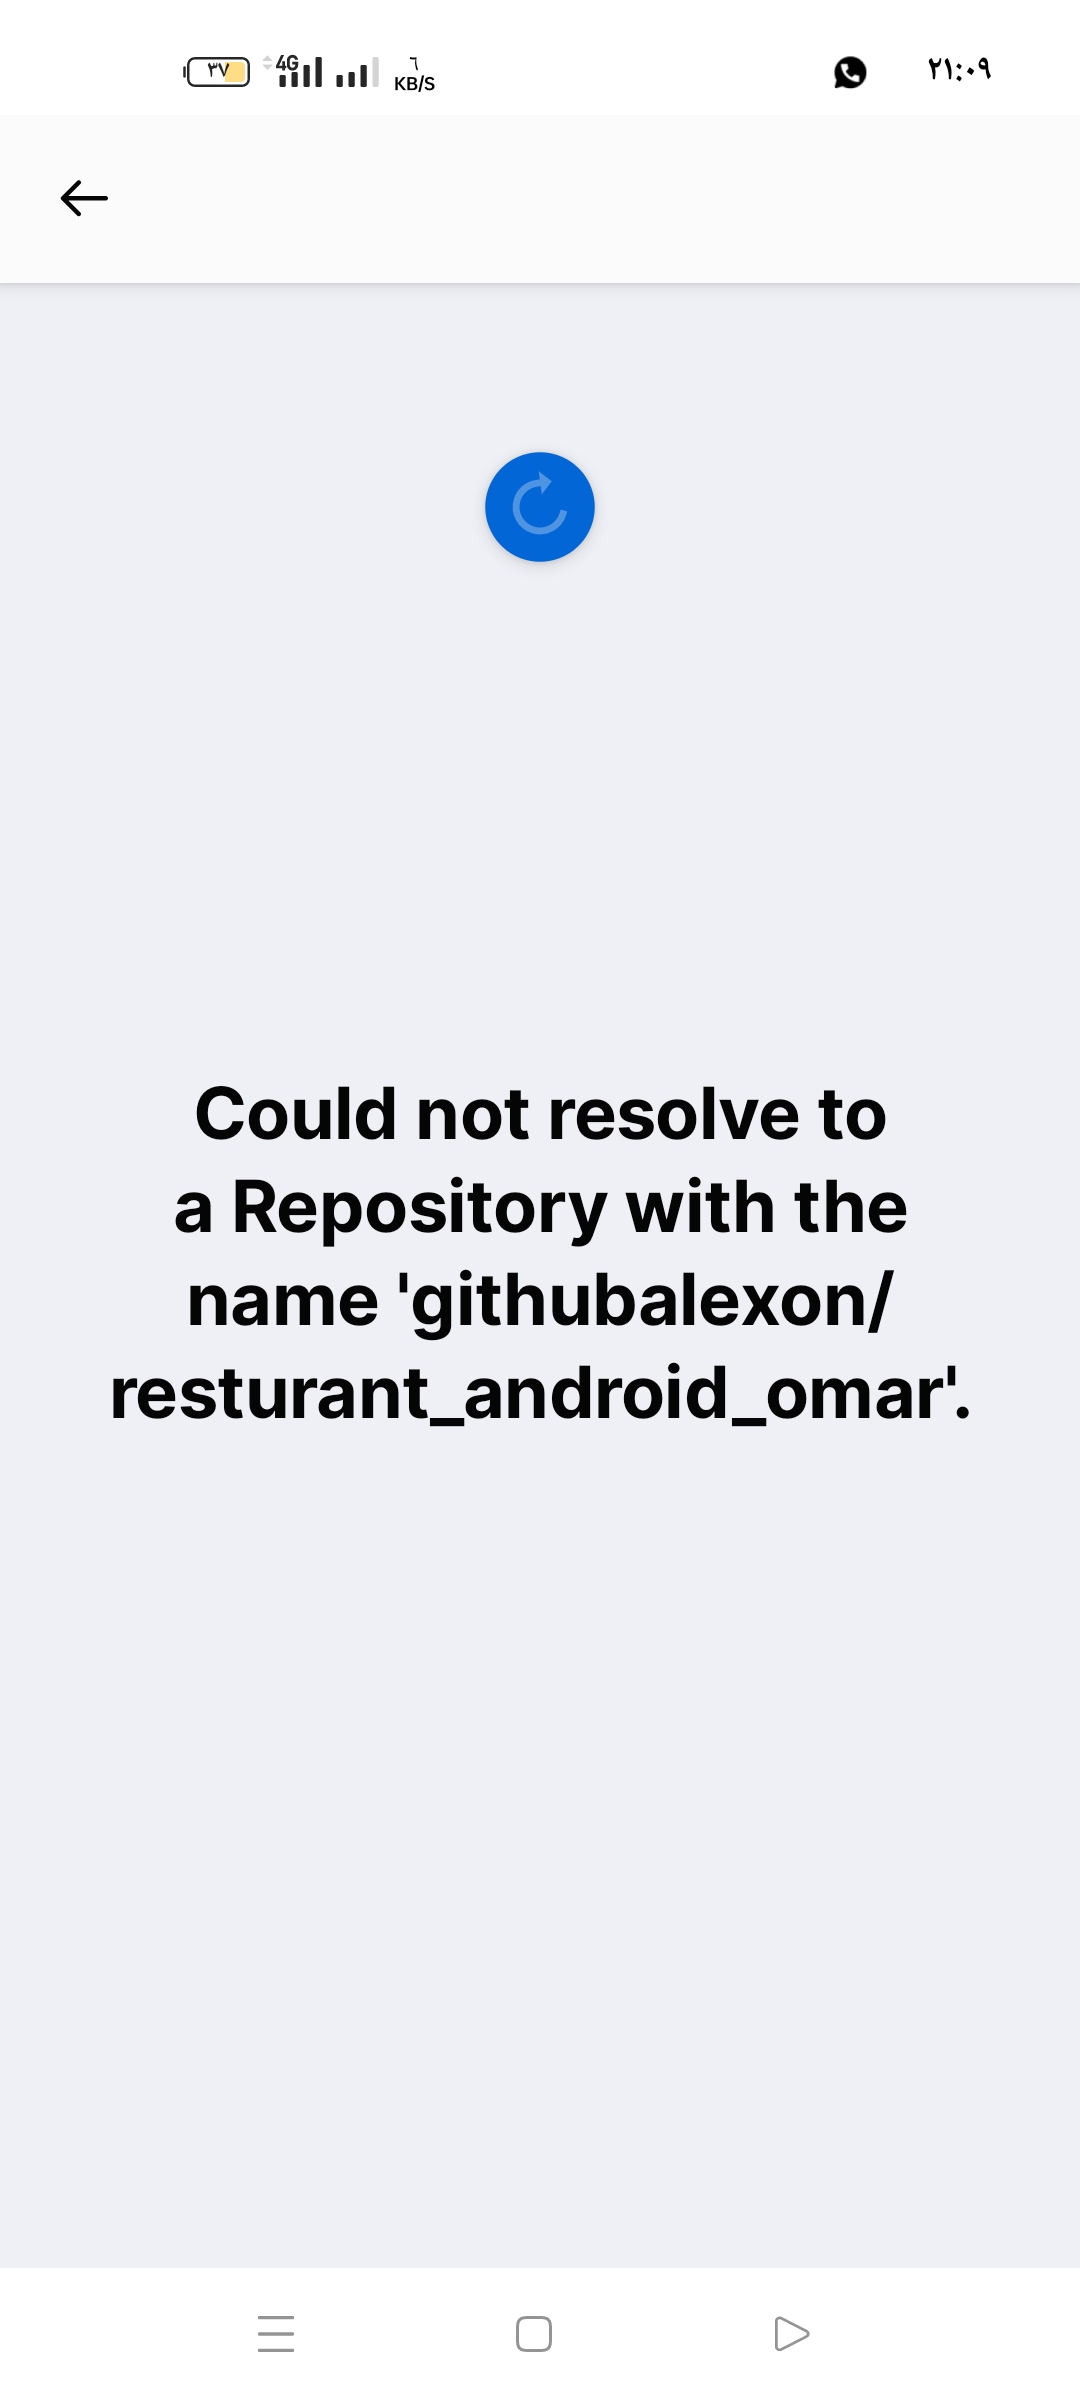 ٣٧ 4G ٦ KB/S ٢١:٠٩
Could not resolve to
a Repository with the
name 'githubalexon/
resturant_android_omar'.